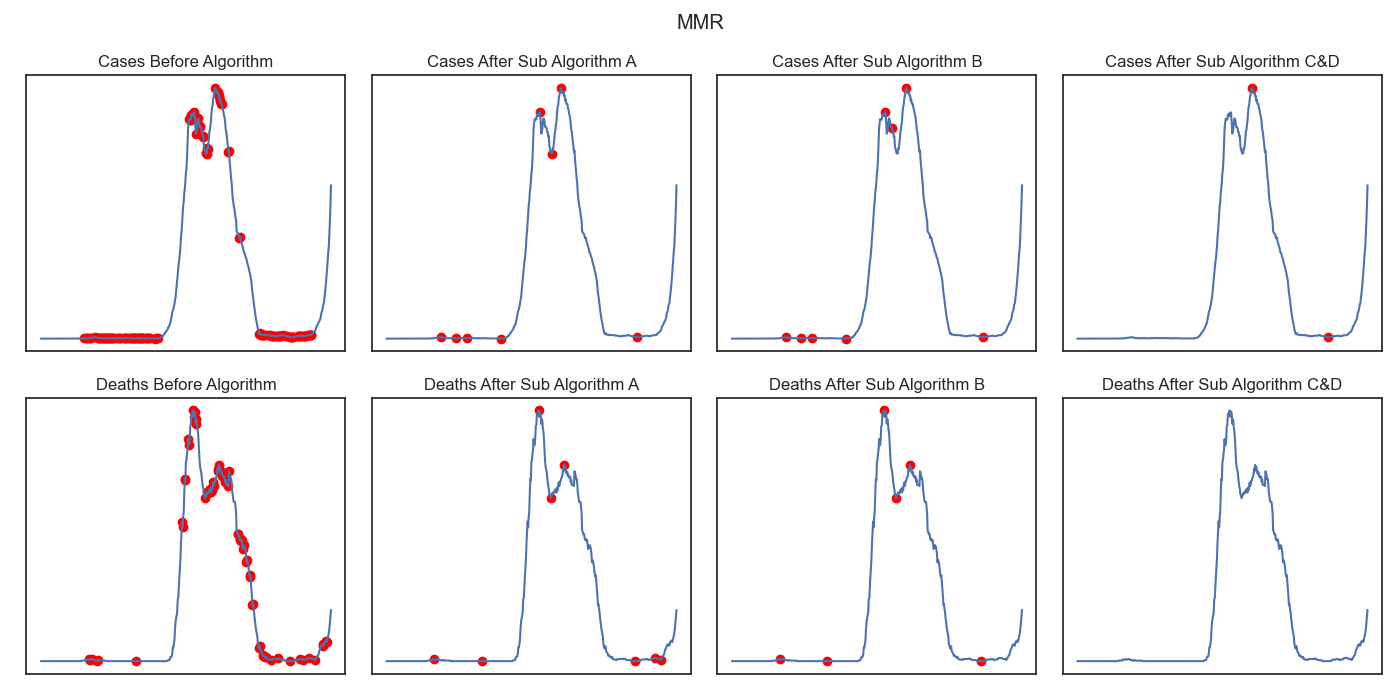 MMR
Cases Before Algorithm
Cases After Sub Algorithm A
Cases After Sub Algorithm B
Cases After Sub Algorithm C&D
Deaths Before Algorithm
Deaths After Sub Algorithm A
Deaths After Sub Algorithm B
Deaths After Sub Algorithm C&D